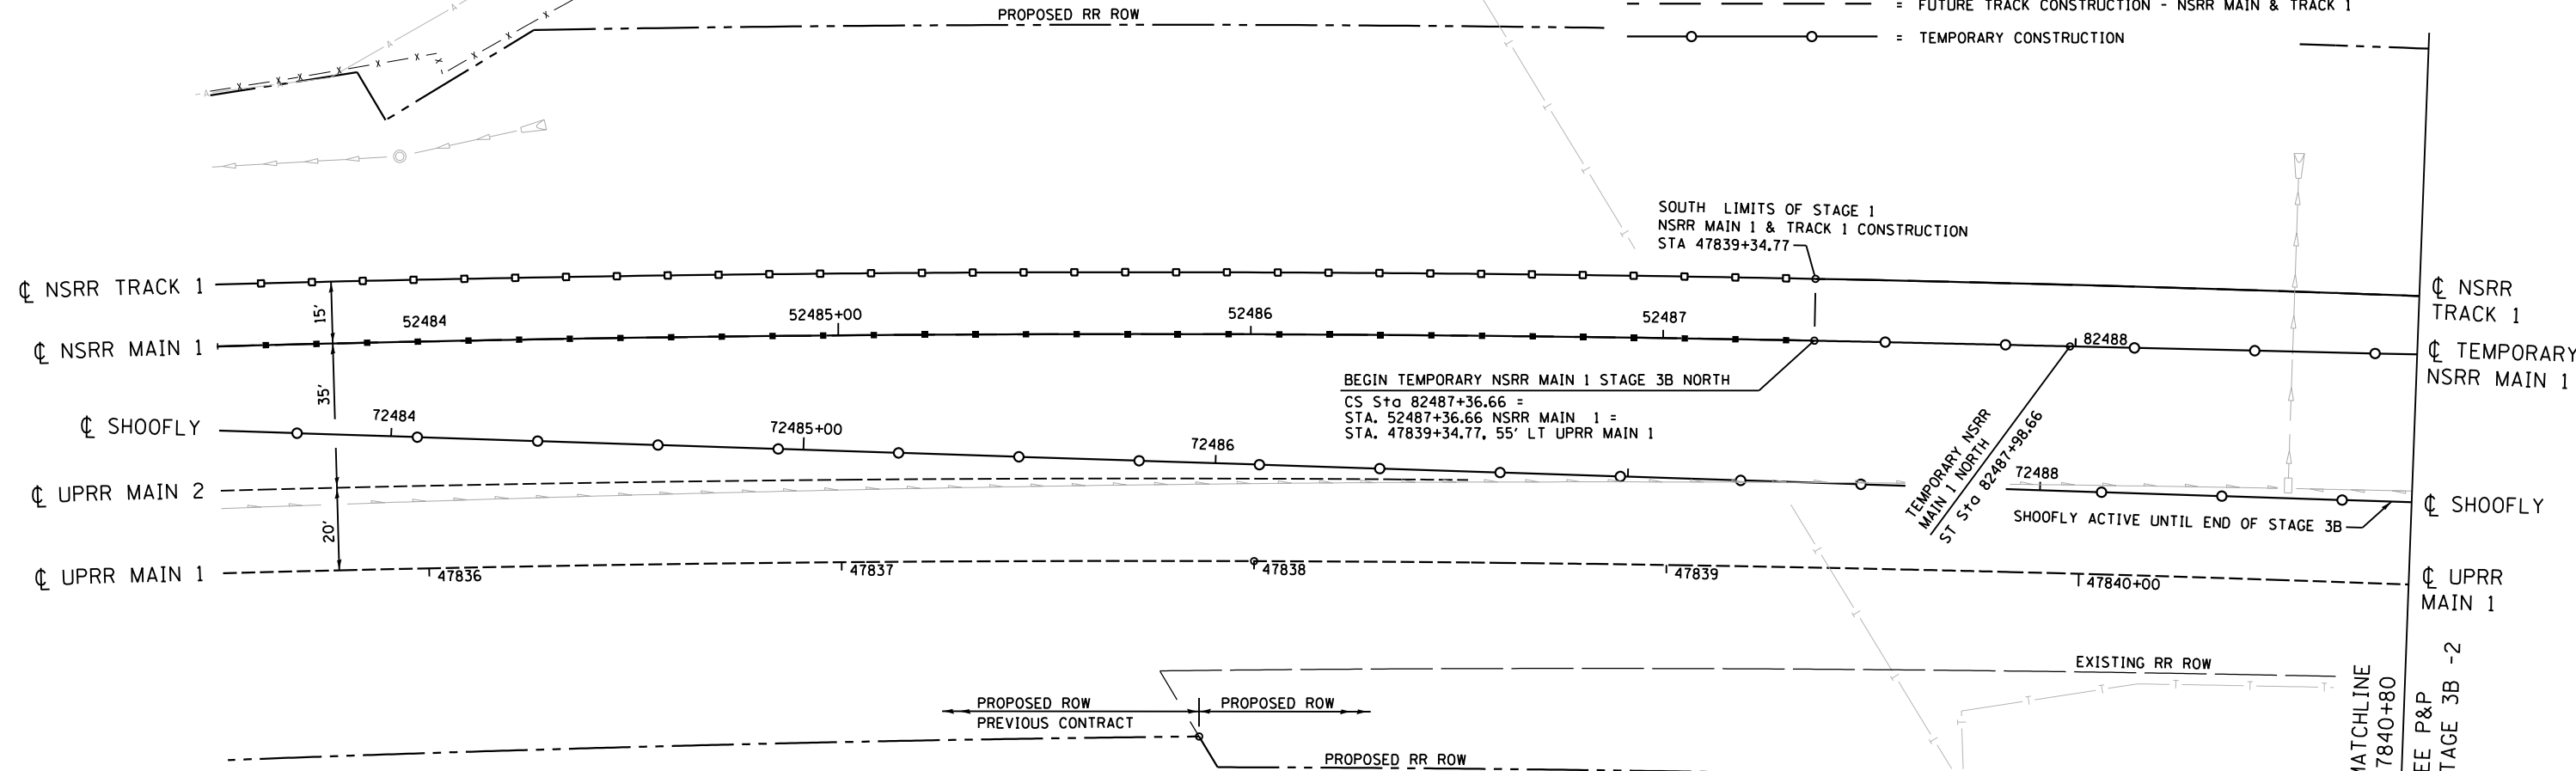 PROPOSED RR ROW
= FUTURE TRACK CONSTRUCTION - NSRR MAIN & TRACK 1
= TEMPORARY CONSTRUCTION
SOUTH LIMITS OF STAGE 1
NSRR MAIN 1 & TRACK 1 CONSTRUCTION
STA 47839+34.77
℄ NSRR TRACK 1
℄ NSRR
TRACK 1
15'
52484
52485+00
52486
52487
82488
℄ NSRR MAIN 1
℄ TEMPORARY
NSRR MAIN 1
35'
BEGIN TEMPORARY NSRR MAIN 1 STAGE 3B NORTH
CS Sta 82487+36.66 =
STA. 52487+36.66 NSRR MAIN 1 =
STA. 47839+34.77, 55' LT UPRR MAIN 1
TEMPORARY NSRR
MAIN 1 NORTH
ST Sta 82487+98.66
℄ SHOOFLY
72484
72485+00
72486
72488
℄ SHOOFLY
SHOOFLY ACTIVE UNTIL END OF STAGE 3B
℄ UPRR MAIN 2
20'
℄ UPRR MAIN 1
47836
47837
47838
47839
47840+00
℄ UPRR
MAIN 1
EXISTING RR ROW
PROPOSED ROW
PREVIOUS CONTRACT
PROPOSED ROW
PROPOSED RR ROW
MATCHLINE
7840+80
EE P&P
TAGE 3B -2